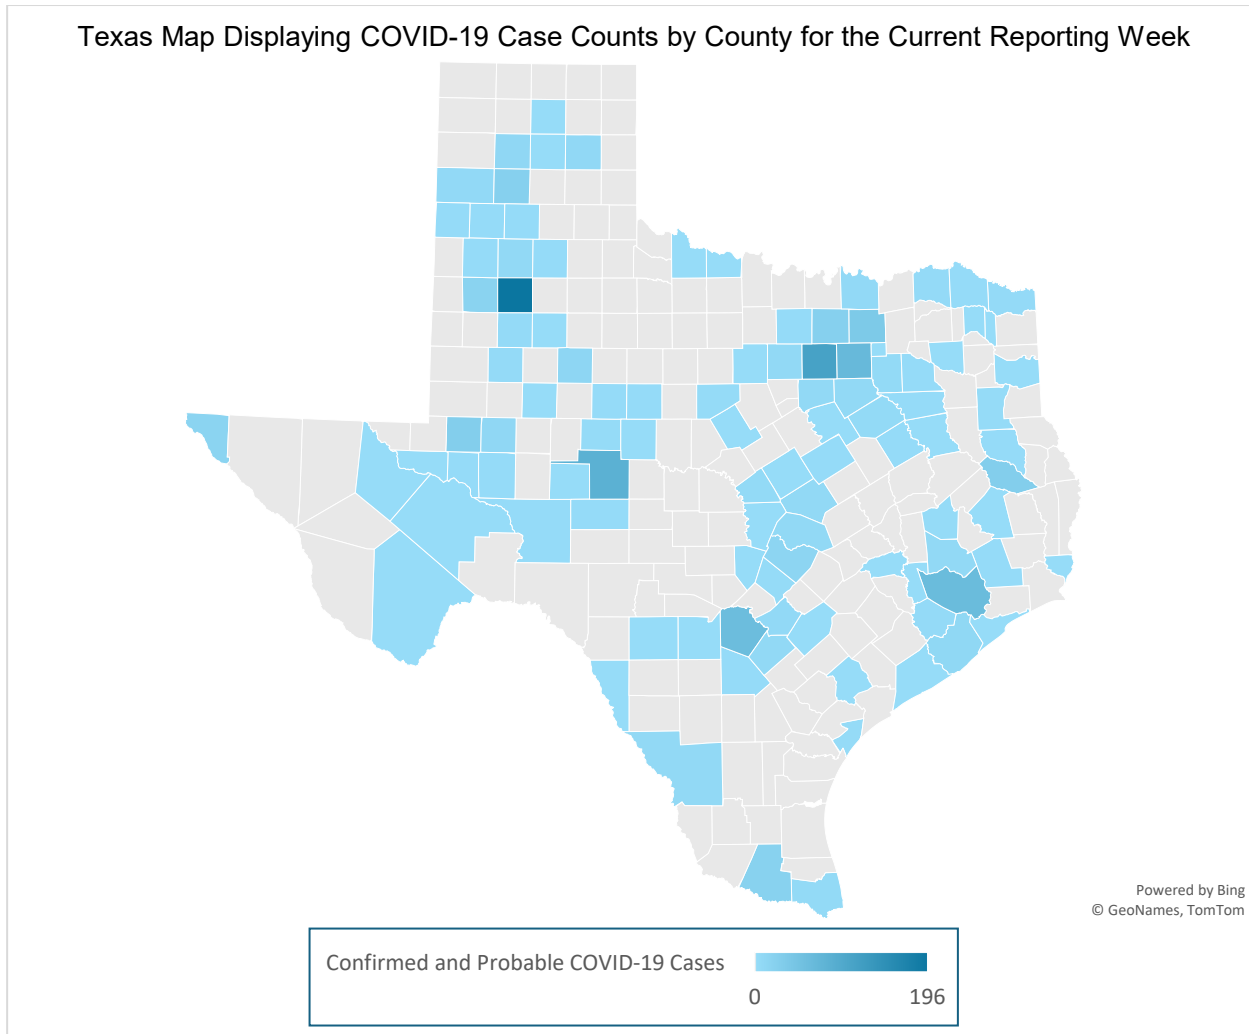 Texas Map Displaying COVID-19 Case Counts by County for the Current Reporting Week
Powered by Bing
© GeoNames, TomTom
Confirmed and Probable COVID-19 Cases
0 196